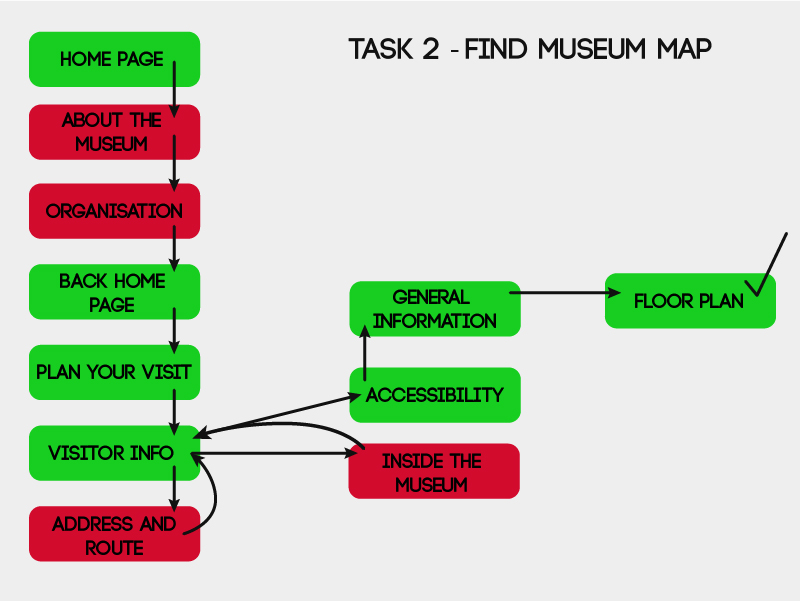 TASK 2 - FIND MUSEUM MAP
HOME PAGE
ABOUT THE
MUSEUM
ORGANISATION
BACK HOME
PAGE
PLAN YOUR VISIT
VISITOR INFO
ADDRESS AND
ROUTE
GENERAL
INFORMATION
ACCESSIBILITY
INSIDE THE
MUSEUM
FLOOR PLAN